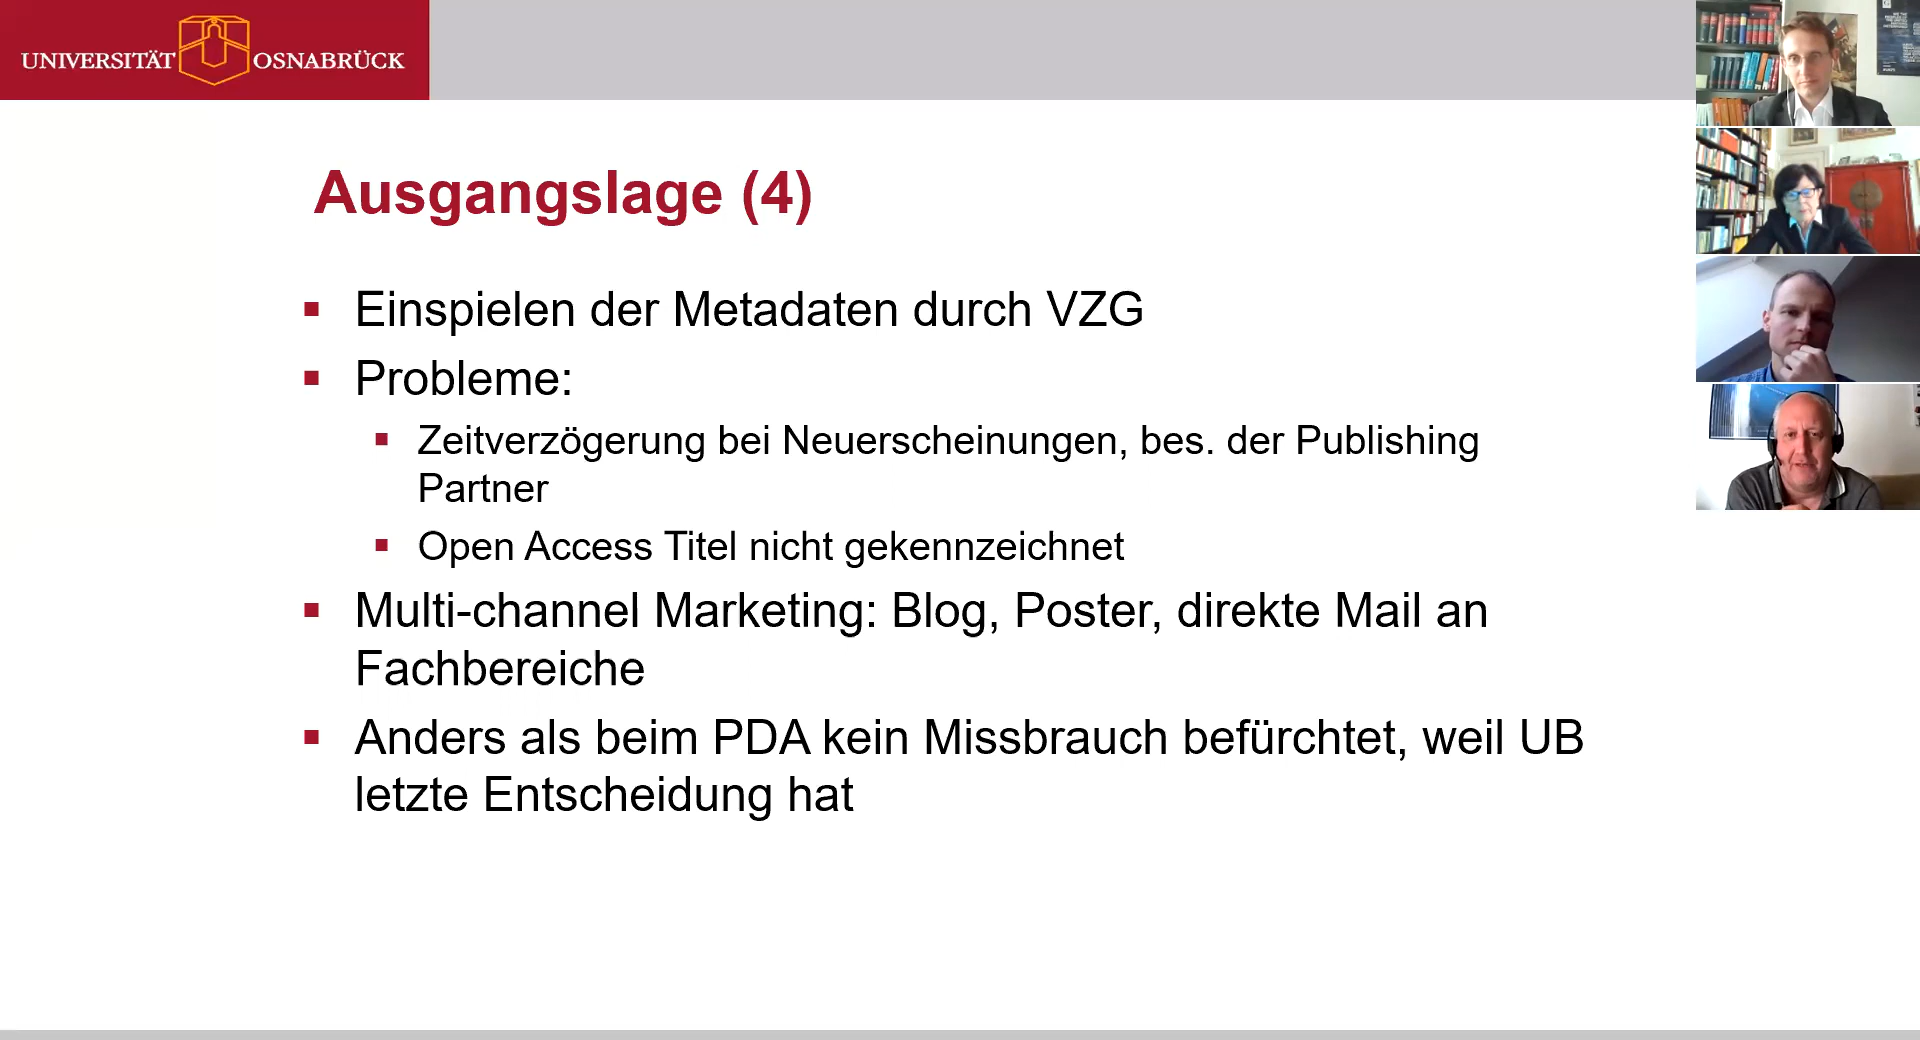 UNIVERSITÄT OSNABRÜCK
Ausgangslage (4)
Einspielen der Metadaten durch VZG
Probleme:
Zeitverzögerung bei Neuerscheinungen, bes. der Publishing
Partner
Open Access Titel nicht gekennzeichnet
Multi-channel Marketing: Blog, Poster, direkte Mail an
Fachbereiche
Anders als beim PDA kein Missbrauch befürchtet, weil UB
letzte Entscheidung hat